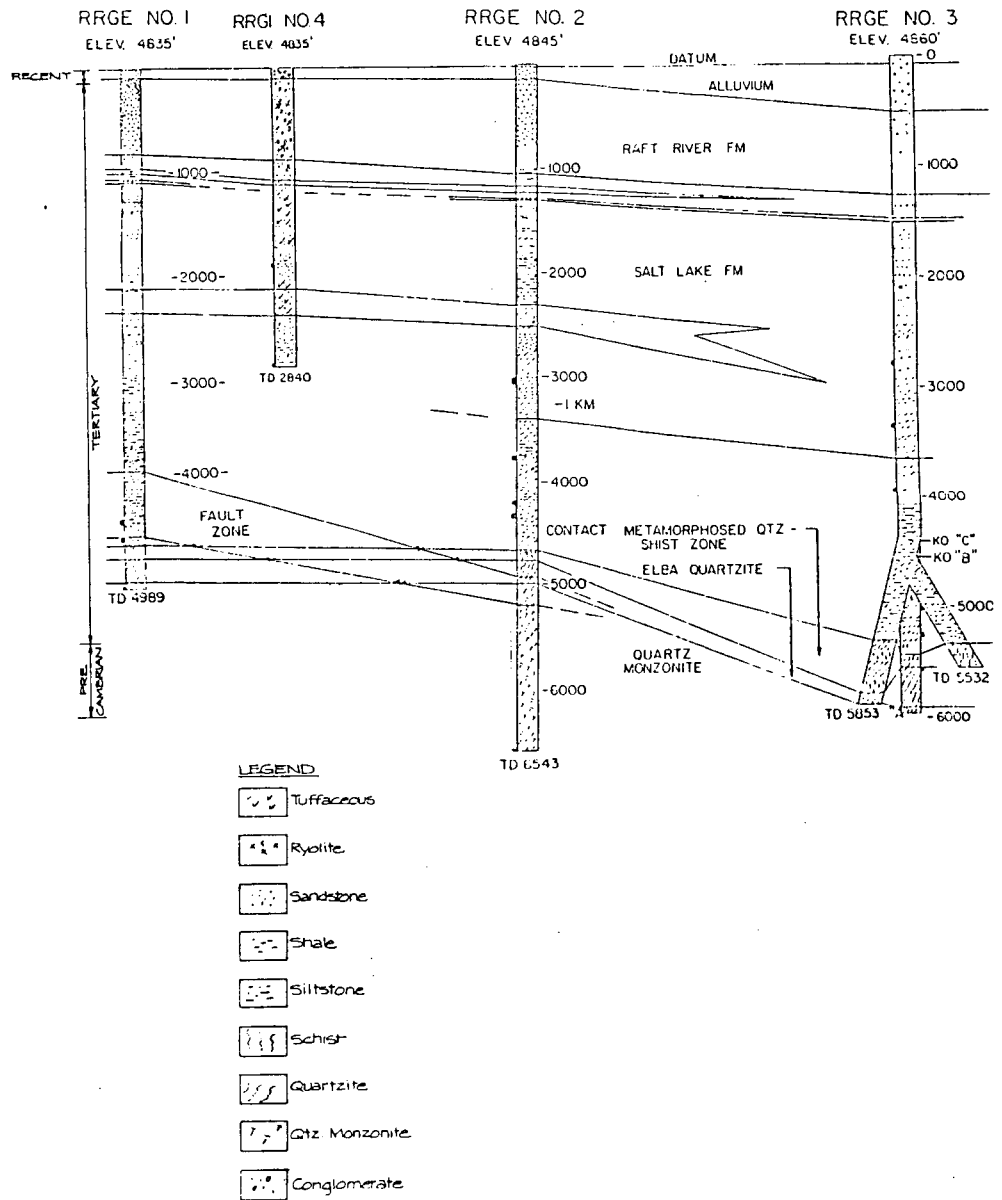 RRGE NO. 1
ELEV. 4835'
RRGI NO. 4
ELEV. 4835'
RRGE NO. 2
ELEV 4845'
RRGE NO. 3
ELEV. 4860'
DATUM
-0
RECENT
ALLUVIUM
RAFT RIVER FM
-1000-
-1000
-1000
SALT LAKE FM
-2000-
-2000
-2000
-3000-
TD 2840
-3000
-3000
-1 KM
TERTIARY
-4000-
-4000
-4000
FAULT
ZONE
CONTACT METAMORPHOSED QTZ -
SHIST ZONE
KO "C"
KO "B"
ELBA QUARTZITE
TD 4989
-5000
-5000
QUARTZ
MONZONITE
PRE
CAMBRIAN
-6000
TD 5532
TD 5853
-6000
TD 6543
LEGEND
Tuffaceous
Ryolite
Sandstone
Shale
Siltstone
Schist
Quartzite
Qtz Monzonite
Conglomerate